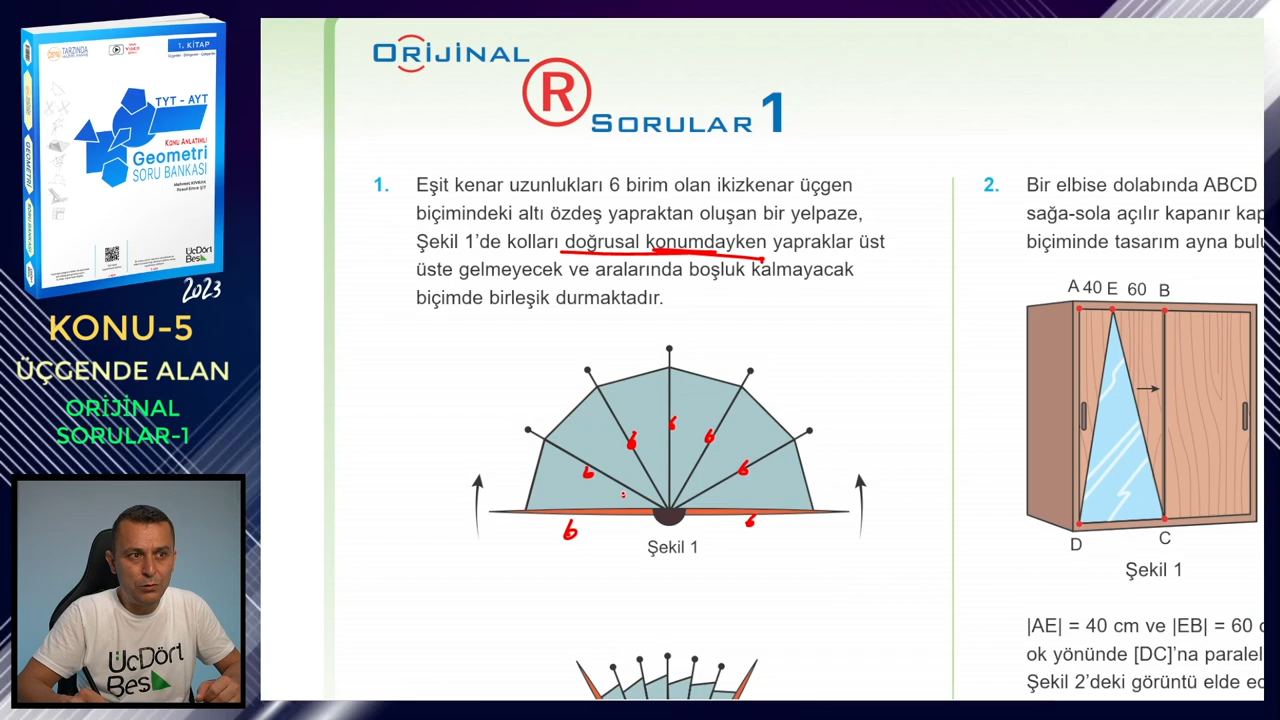 1. KİTAP
TYT - AYT
KONU ANLATIMLI
Geometri
SORU BANKASI
ÜçDört
Beş
2023
KONU-5
ÜÇGENDE ALAN
ORİJİNAL
SORULAR-1
ÜçDört
Beş
ORİJİNAL
R
SORULAR 1
1. Eşit kenar uzunlukları 6 birim olan ikizkenar üçgen
biçimindeki altı özdeş yapraktan oluşan bir yelpaze,
Şekil 1'de kolları doğrusal konumdayken yapraklar üst
üste gelmeyecek ve aralarında boşluk kalmayacak
biçimde birleşik durmaktadır.
6 6 6
6 6
6 6
Şekil 1
2. Bir elbise dolabında ABCD
sağa-sola açılır kapanır kap
biçiminde tasarım ayna bulu
A 40 E 60 B
D C
Şekil 1
|AE| = 40 cm ve |EB| = 60 c
ok yönünde [DC]'na paralel
Şekil 2'deki görüntü elde ec